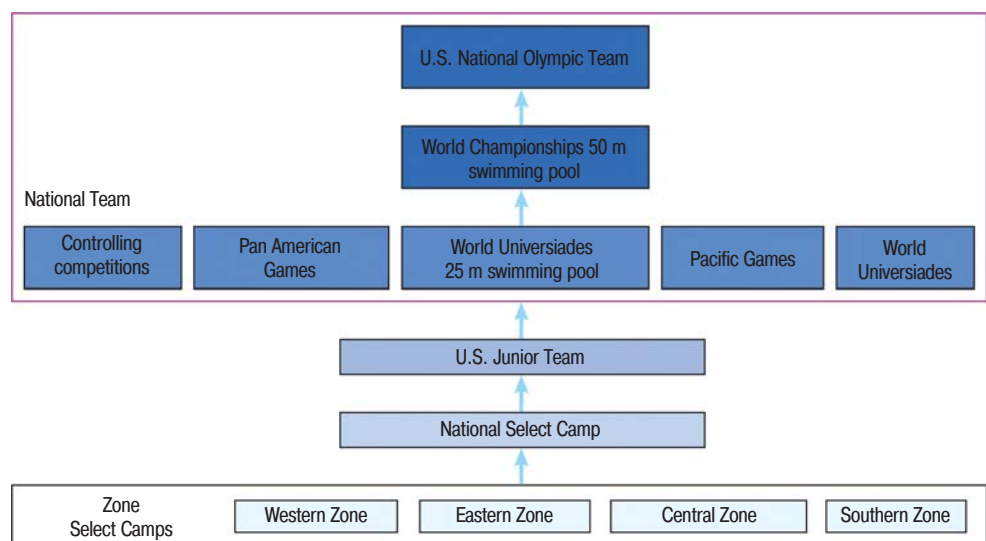 U.S. National Olympic Team
World Championships 50 m
swimming pool
National Team
Controlling
competitions
Pan American
Games
World Universiades
25 m swimming pool
Pacific Games
World
Universiades
U.S. Junior Team
National Select Camp
Zone
Select Camps
Western Zone
Eastern Zone
Central Zone
Southern Zone